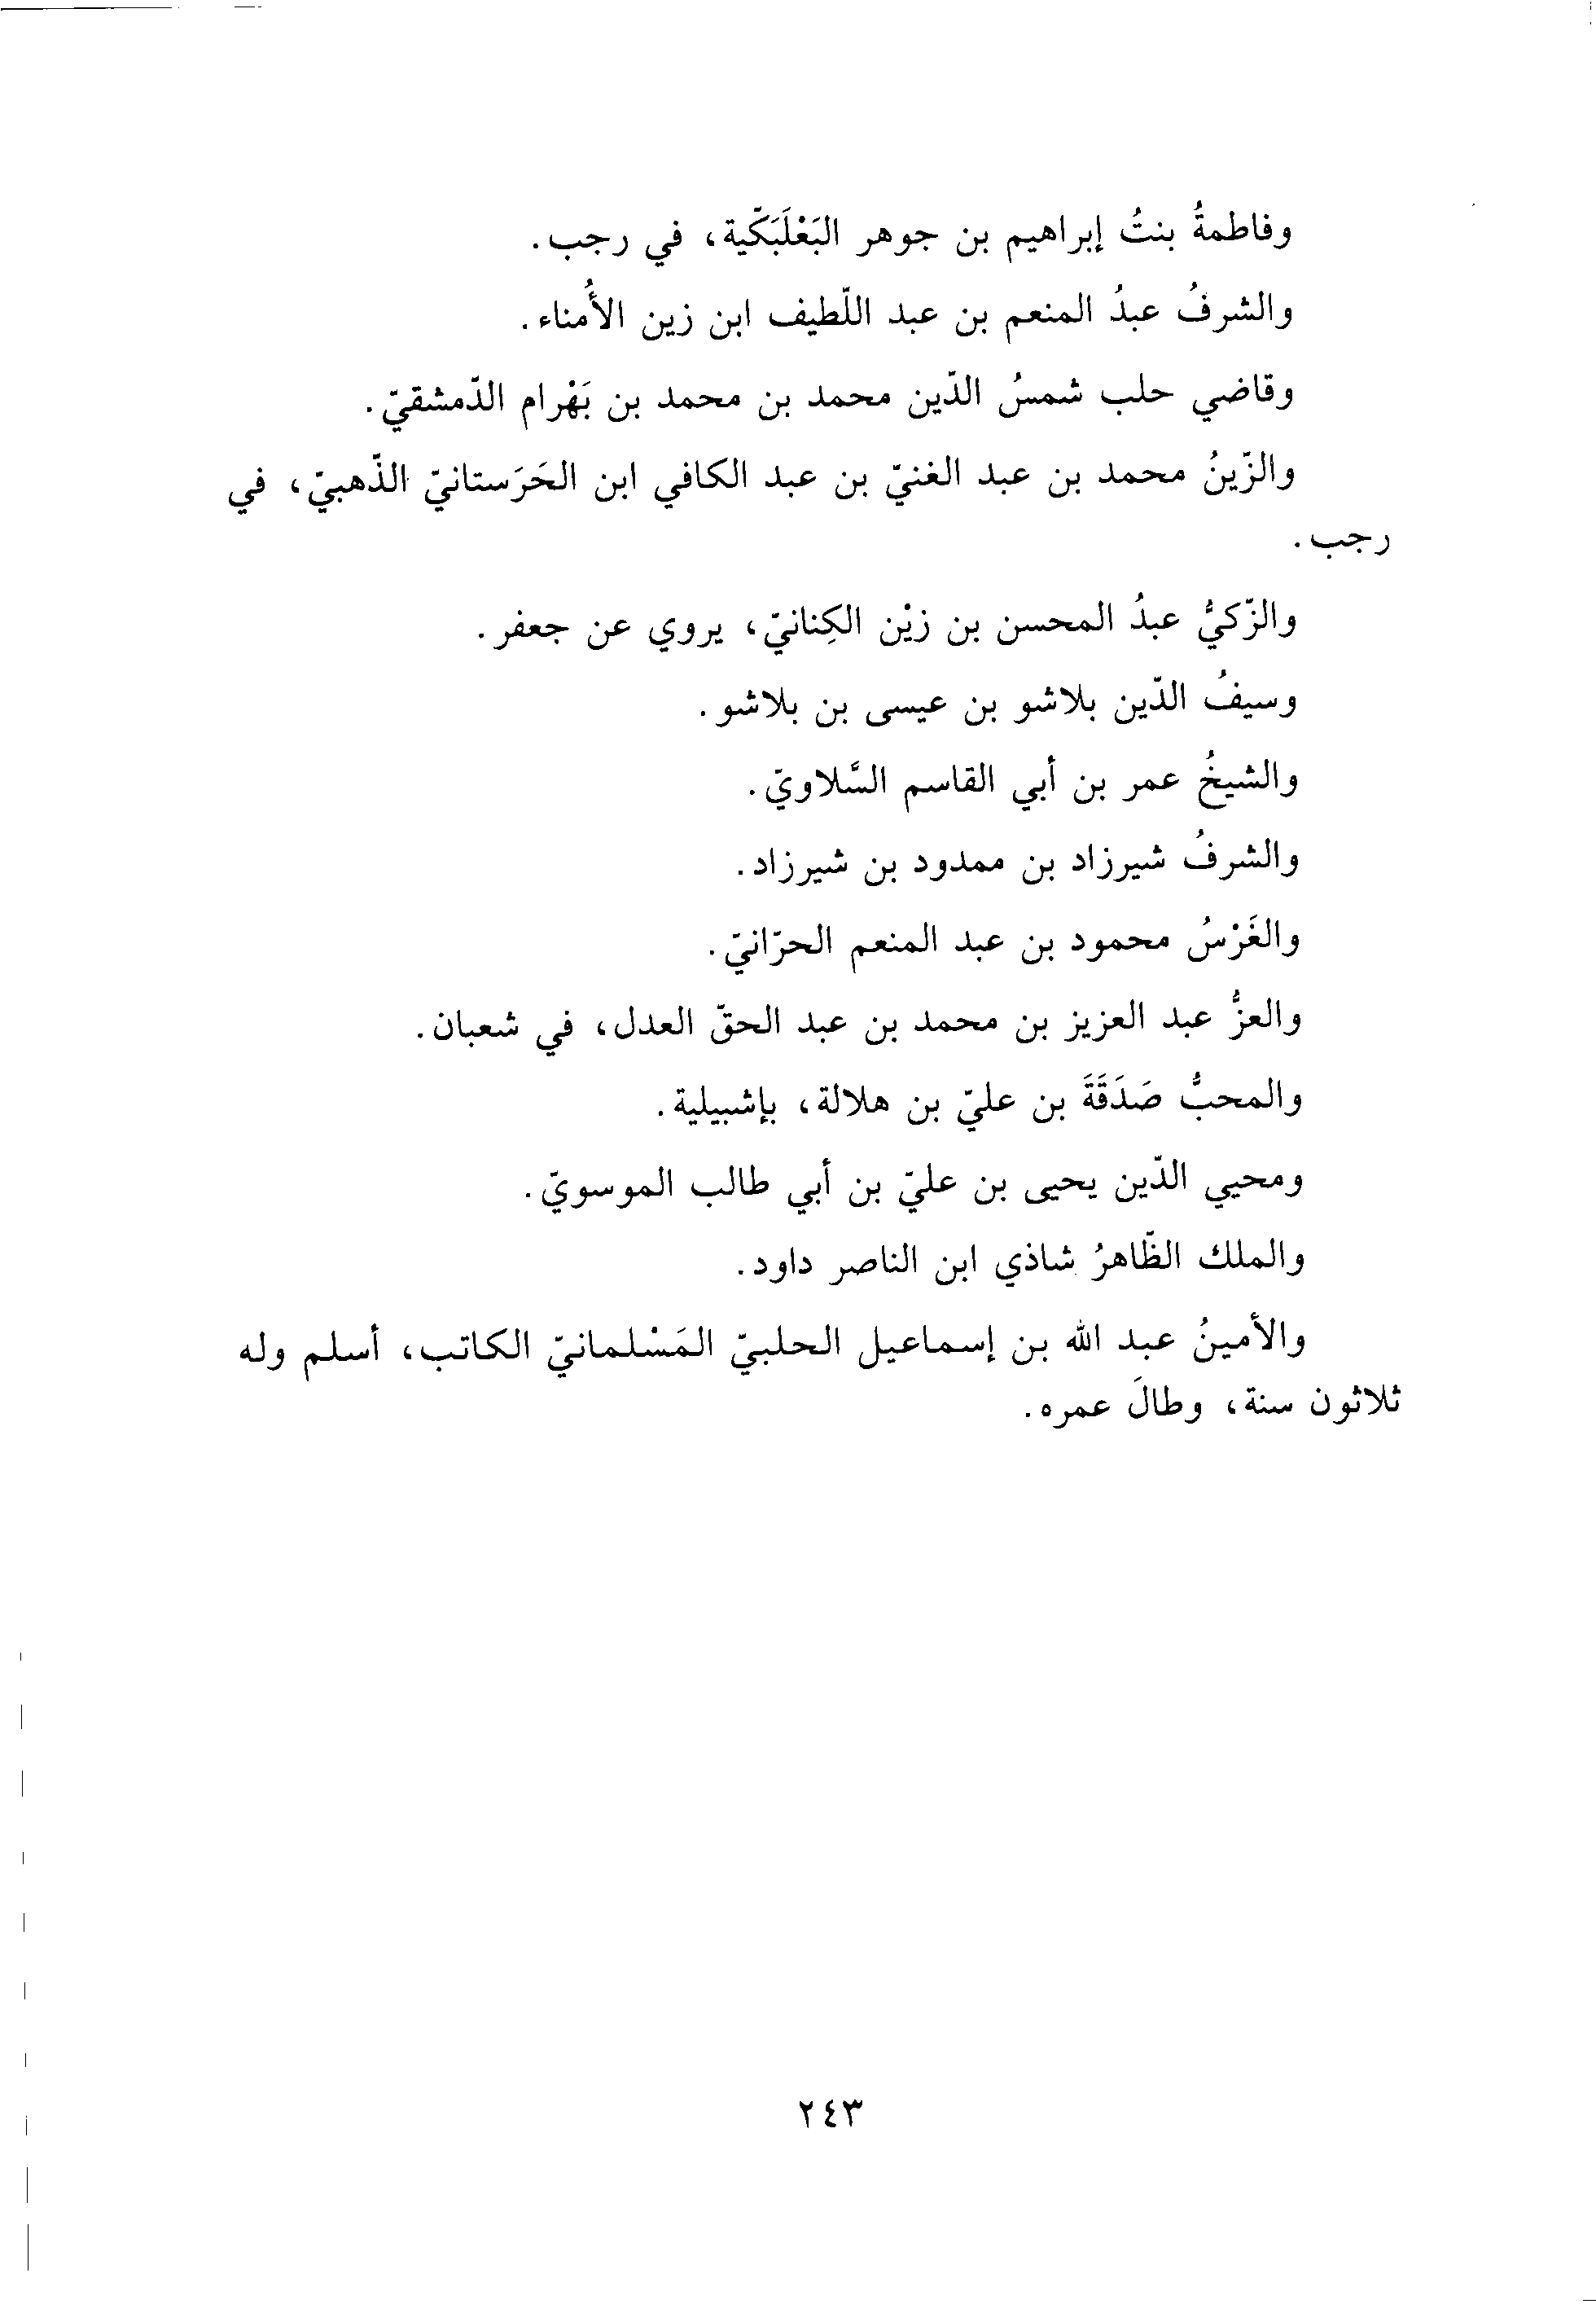 وفاطمةُ بنتُ إبراهيم بن جوهر البَعْلَبَكّية، في رجب.
والشرفُ عبدُ المنعم بن عبد اللّطيف ابن زين الأُمناء.
وقاضي حلب شمسُ الدّين محمد بن محمد بن بَهْرام الدّمشقيّ.
والزّينُ محمد بن عبد الغنيّ بن عبد الكافي ابن الحَرَستانيّ الذّهبيّ، في
رجب.
والزّكيُّ عبدُ المحسن بن زيْن الكِنانيّ، يروي عن جعفر.
وسيفُ الدّين بلاشو بن عيسى بن بلاشو.
والشيخُ عمر بن أبي القاسم السَّلاويّ.
والشرفُ شيرزاد بن ممدود بن شيرزاد.
والغَرْسُ محمود بن عبد المنعم الحرّانيّ.
والعزُّ عبد العزيز بن محمد بن عبد الحقّ العدل، في شعبان.
والمحبُّ صَدَقَةَ بن عليّ بن هلالة، بإشبيلية.
ومحيي الدّين يحيى بن عليّ بن أبي طالب الموسويّ.
والملك الظّاهرُ شاذي ابن الناصر داود.
والأمينُ عبد الله بن إسماعيل الحلبيّ المَسْلمانيّ الكاتب، أسلم وله
ثلاثون سنة، وطالَ عمره.
٢٤٣